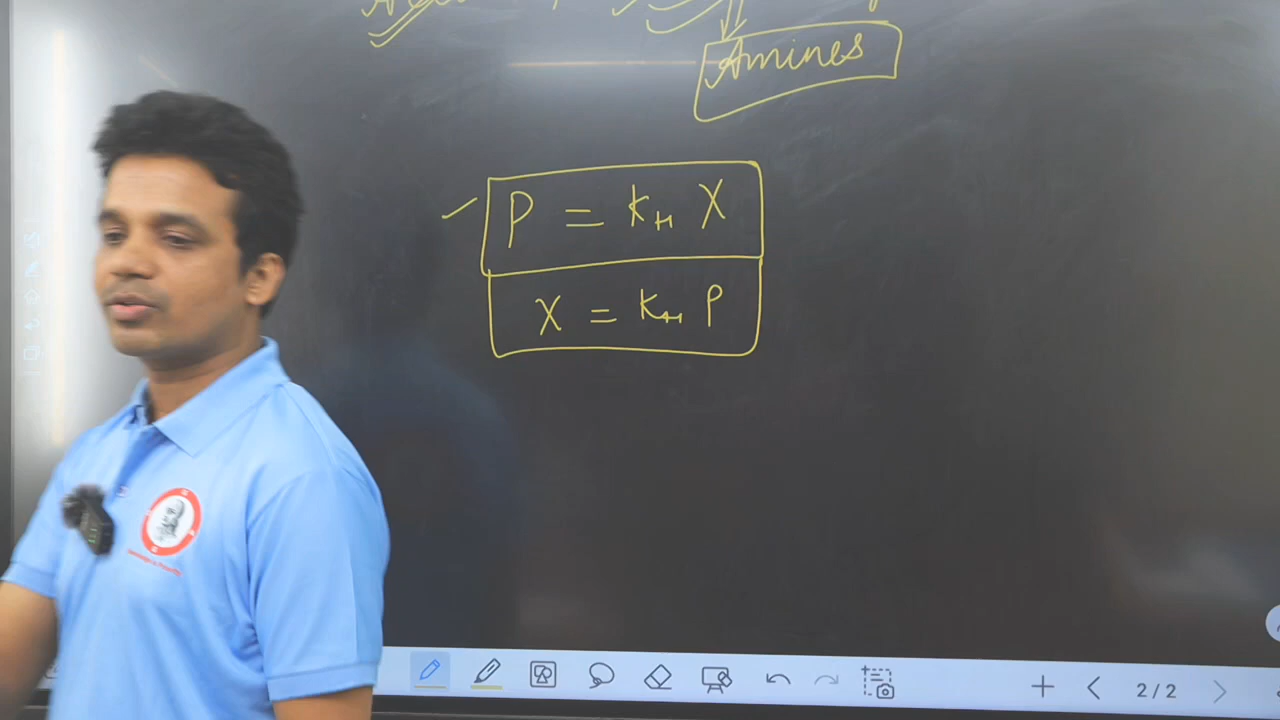 Amines
P = KH X
X = KH P
2/2